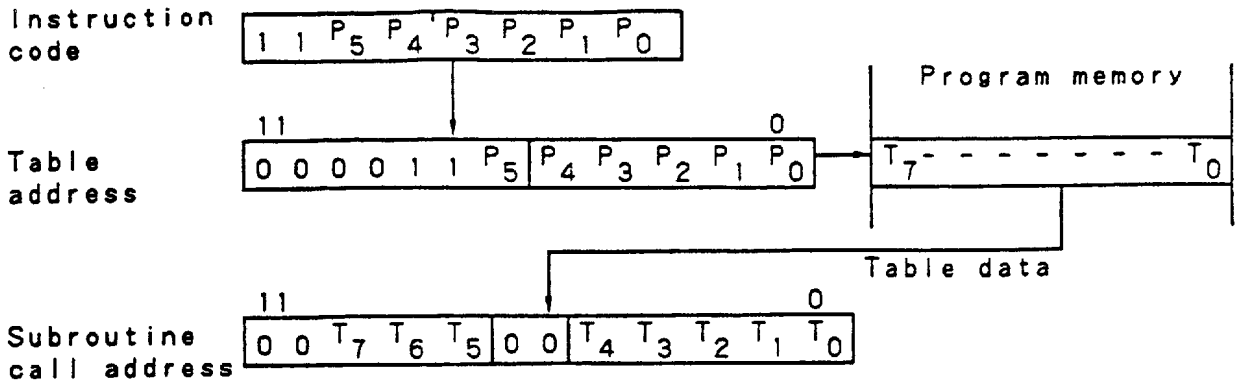 Instruction code
1 1 P5 P4 P3 P2 P1 P0
Program memory
11 0
Table address
0 0 0 0 1 1 P5 P4 P3 P2 P1 P0
T7 - - - - - - - T0
Table data
11 0
Subroutine call address
0 0 T7 T6 T5 0 0 T4 T3 T2 T1 T0